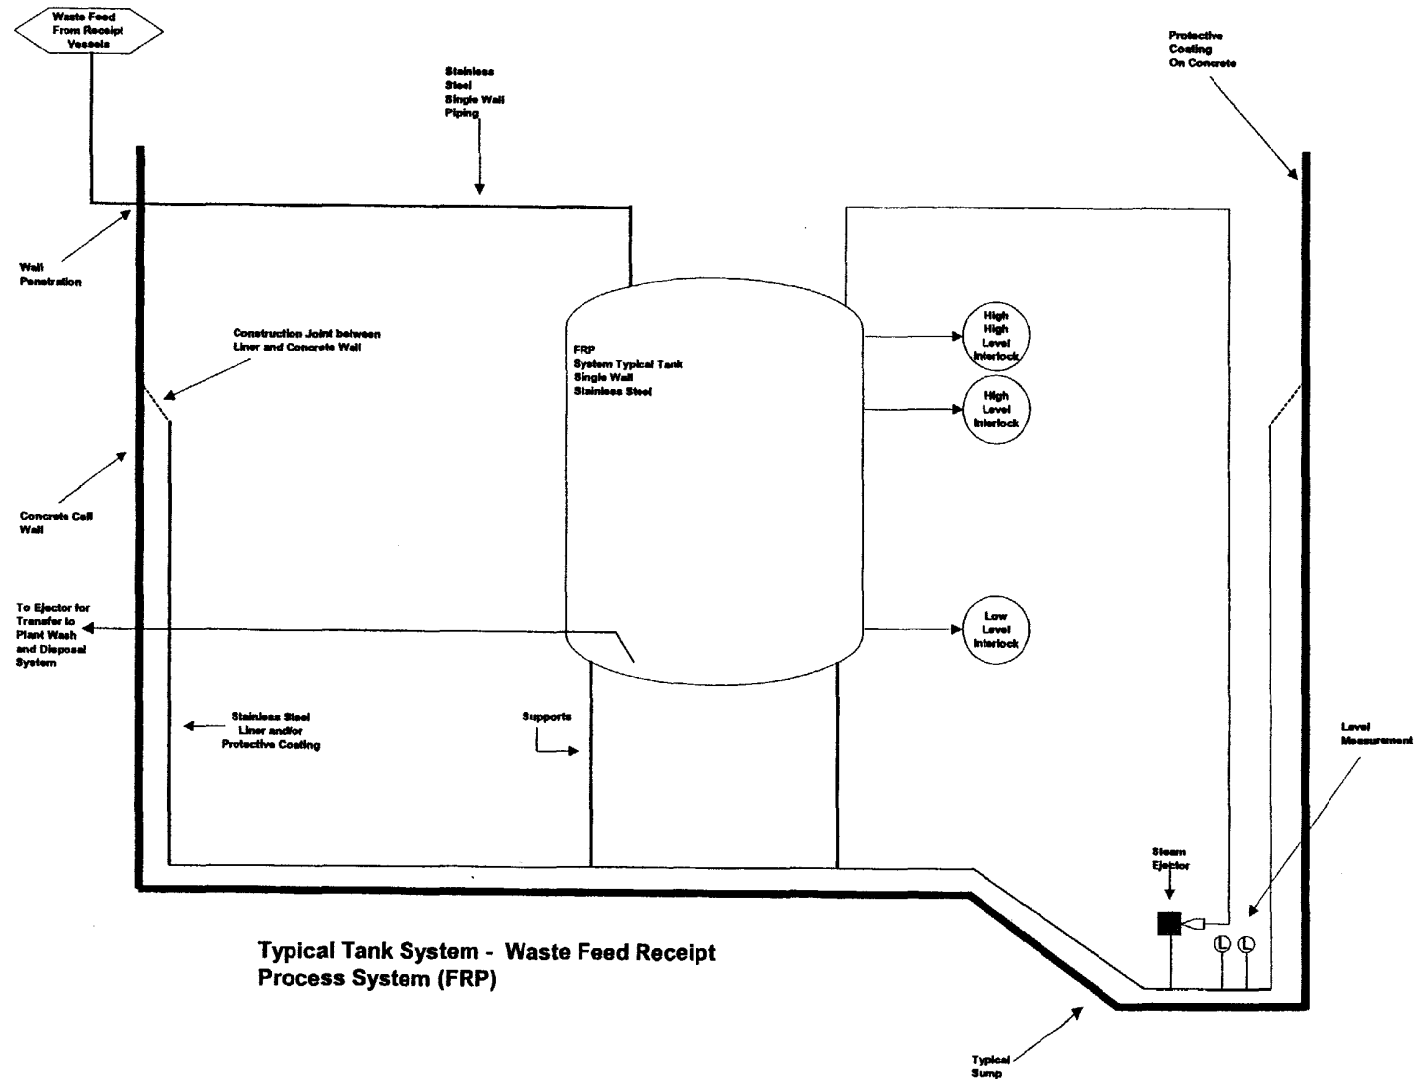 Waste Feed
From Receipt
Vessels
Protective
Coating
On Concrete
Stainless
Steel
Single Wall
Piping
Wall
Penetration
Construction Joint between
Liner and Concrete Wall
High
High
Level
Interlock
FRP
System Typical Tank
Single Wall
Stainless Steel
High
Level
Interlock
Concrete Cell
Wall
To Ejector for
Transfer to
Plant Wash
and Disposal
System
Low
Level
Interlock
Stainless Steel
Liner and/or
Protective Coating
Supports
Level
Measurement
Steam
Ejector
L L
Typical Tank System - Waste Feed Receipt
Process System (FRP)
Typical
Sump